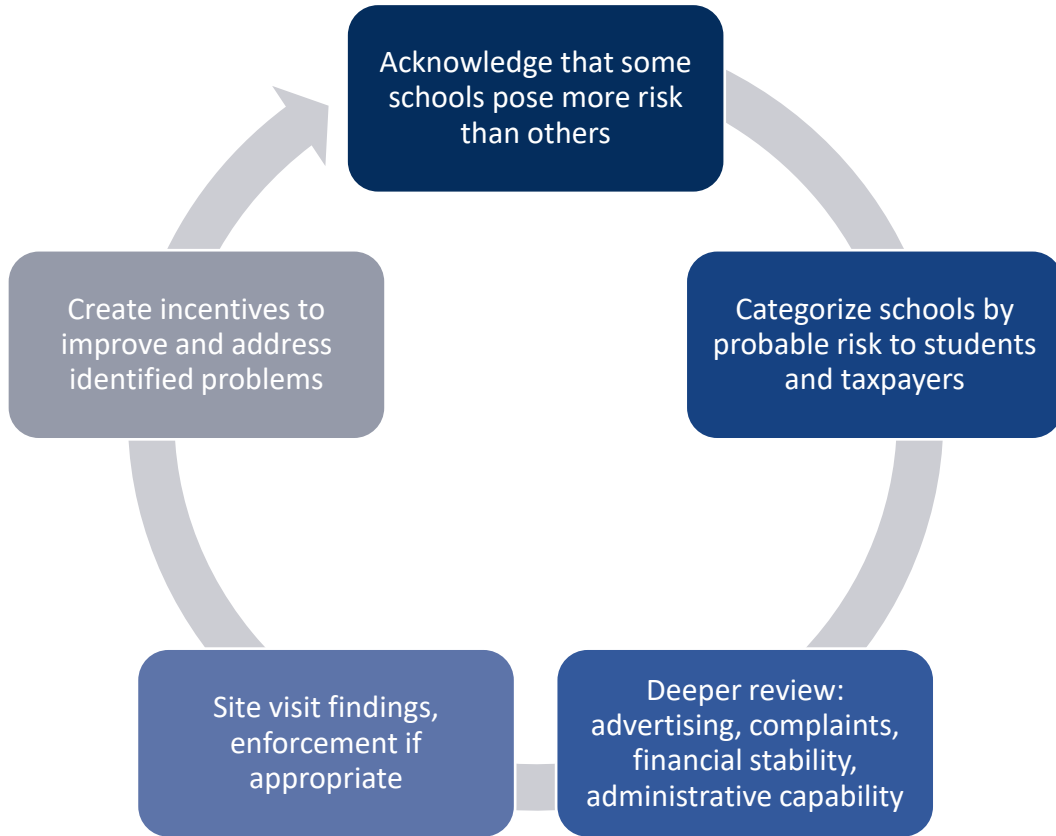 Acknowledge that some
schools pose more risk
than others
Categorize schools by
probable risk to students
and taxpayers
Deeper review:
advertising, complaints,
financial stability,
administrative capability
Site visit findings,
enforcement if
appropriate
Create incentives to
improve and address
identified problems